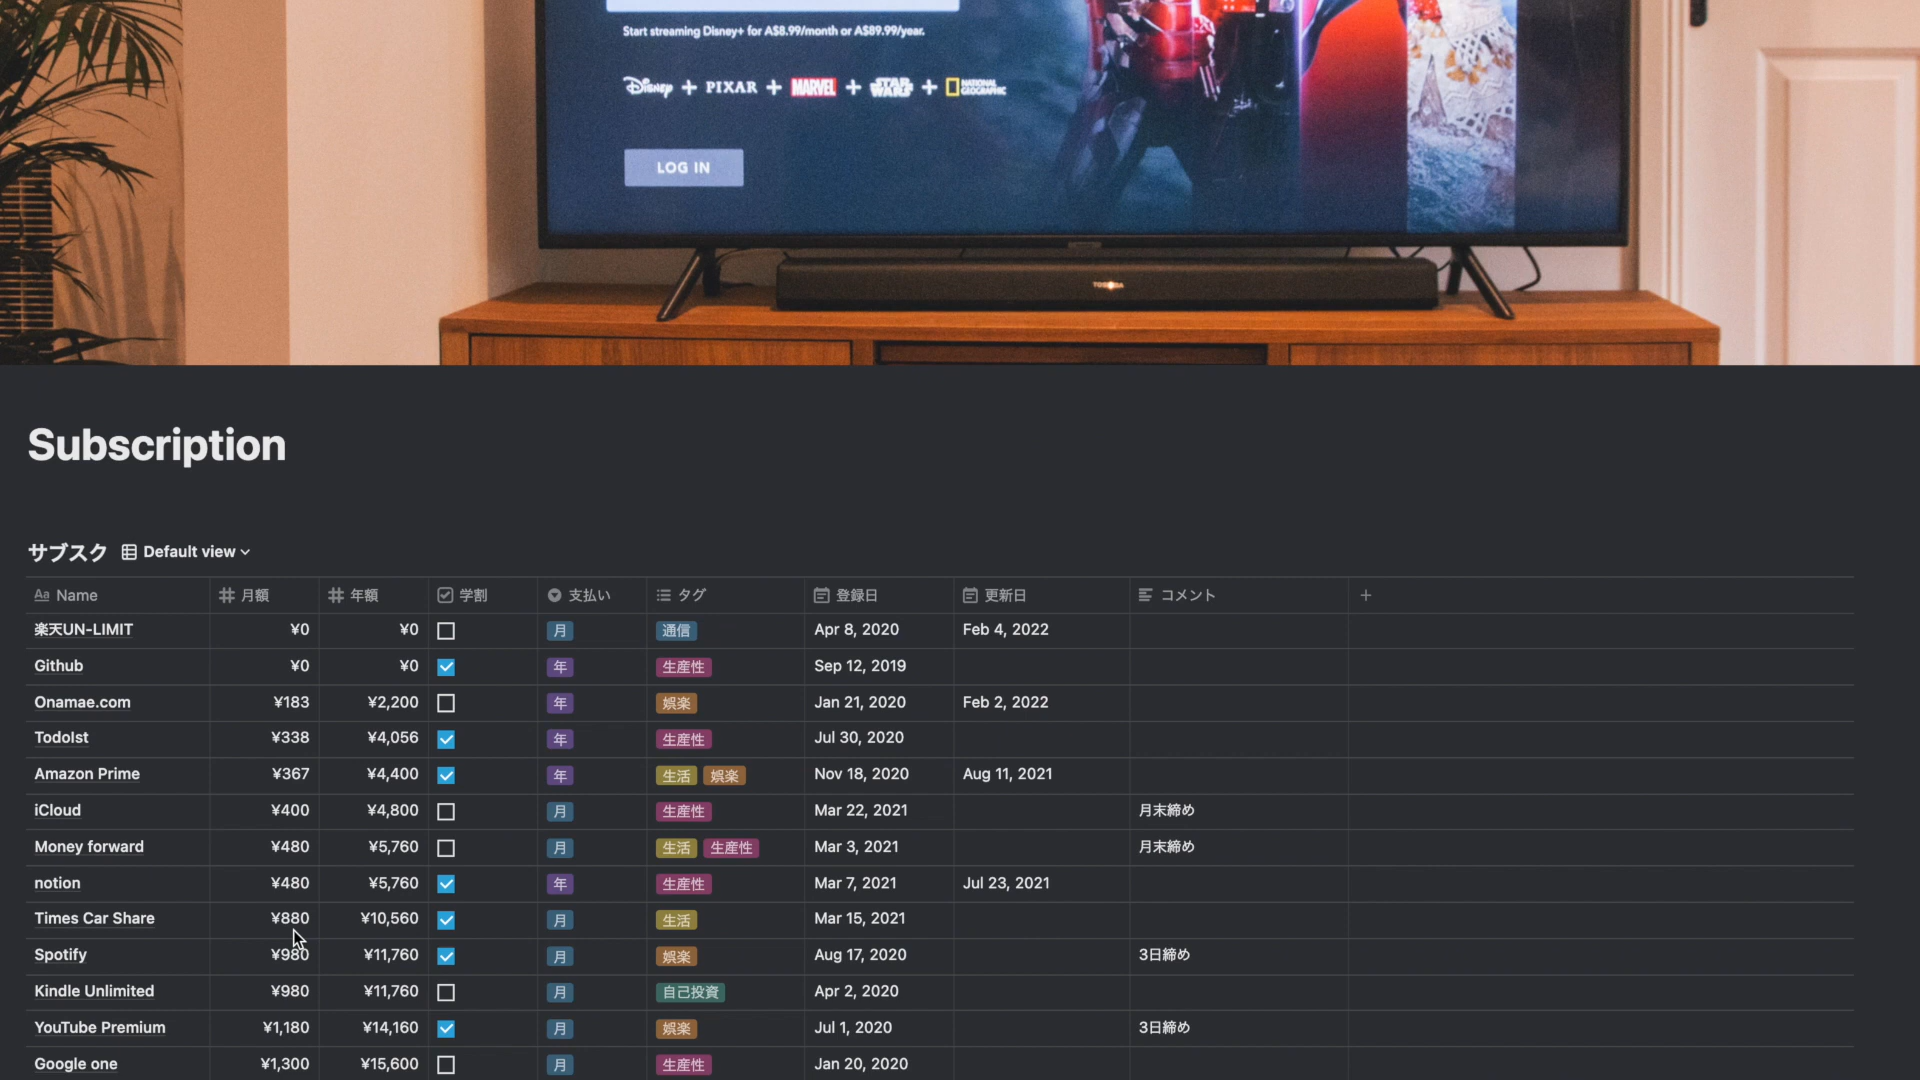 Start streaming Disney+ for A$8.99/month or A$89.99/year.
Disney + PIXAR + MARVEL + STAR WARS + NATIONAL GEOGRAPHIC
LOG IN
TOSHIBA
Subscription
サブスク Default view
Aa Name 月額 年額 学割 支払い タグ 登録日 更新日 コメント +
楽天UN-LIMIT ¥0 ¥0 月 通信 Apr 8, 2020 Feb 4, 2022
Github ¥0 ¥0 年 生産性 Sep 12, 2019
Onamae.com ¥183 ¥2,200 年 娯楽 Jan 21, 2020 Feb 2, 2022
TodoIst ¥338 ¥4,056 年 生産性 Jul 30, 2020
Amazon Prime ¥367 ¥4,400 年 生活 娯楽 Nov 18, 2020 Aug 11, 2021
iCloud ¥400 ¥4,800 月 生産性 Mar 22, 2021 月末締め
Money forward ¥480 ¥5,760 月 生活 生産性 Mar 3, 2021 月末締め
notion ¥480 ¥5,760 年 生産性 Mar 7, 2021 Jul 23, 2021
Times Car Share ¥880 ¥10,560 月 生活 Mar 15, 2021
Spotify ¥980 ¥11,760 月 娯楽 Aug 17, 2020 3日締め
Kindle Unlimited ¥980 ¥11,760 月 自己投資 Apr 2, 2020
YouTube Premium ¥1,180 ¥14,160 月 娯楽 Jul 1, 2020 3日締め
Google one ¥1,300 ¥15,600 月 生産性 Jan 20, 2020